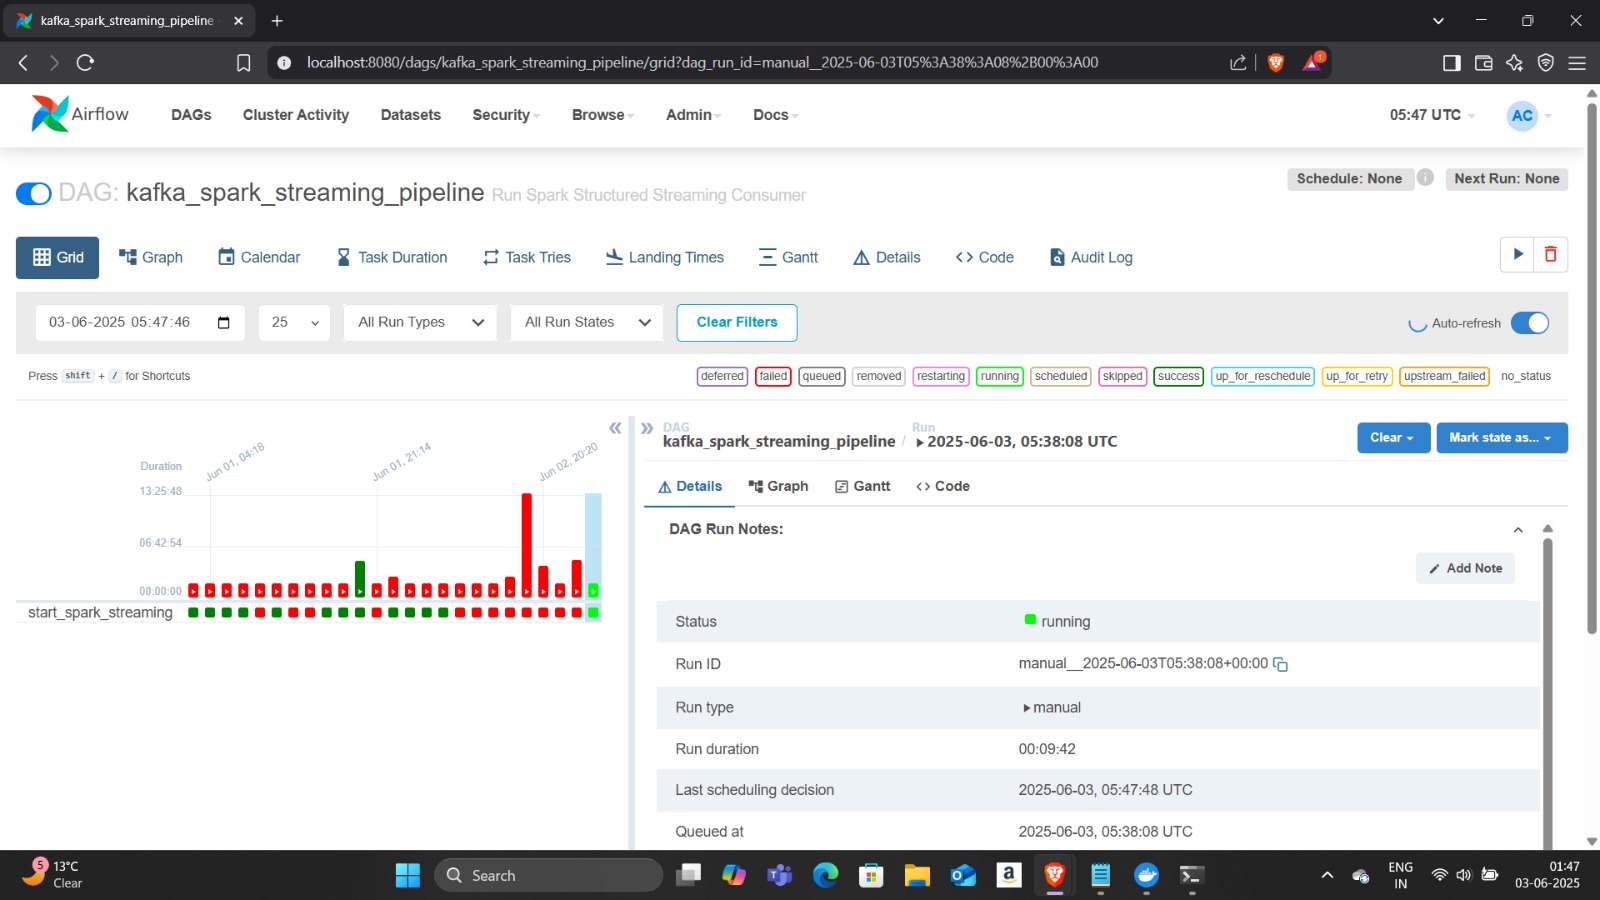 kafka_spark_streaming_pipeline
localhost:8080/dags/kafka_spark_streaming_pipeline/grid?dag_run_id=manual__2025-06-03T05%3A38%3A08%2B00%3A00
1
Airflow DAGs Cluster Activity Datasets Security Browse Admin Docs 05:47 UTC AC
DAG: kafka_spark_streaming_pipeline Run Spark Structured Streaming Consumer
Schedule: None i Next Run: None
Grid Graph Calendar Task Duration Task Tries Landing Times Gantt Details Code Audit Log
03-06-2025 05:47:46 25 All Run Types All Run States Clear Filters Auto-refresh
Press shift + / for Shortcuts
deferred failed queued removed restarting running scheduled skipped success up_for_reschedule up_for_retry upstream_failed no_status
Duration
Jun 01, 04:18 Jun 01, 21:14 Jun 02, 20:20
13:25:48
06:42:54
00:00:00
start_spark_streaming
DAG Run
kafka_spark_streaming_pipeline / 2025-06-03, 05:38:08 UTC
Clear Mark state as...
Details Graph Gantt Code
DAG Run Notes:
Add Note
Status running
Run ID manual__2025-06-03T05:38:08+00:00
Run type manual
Run duration 00:09:42
Last scheduling decision 2025-06-03, 05:47:48 UTC
Queued at 2025-06-03, 05:38:08 UTC
5
13°C
Clear
Search
ENG
IN
01:47
03-06-2025